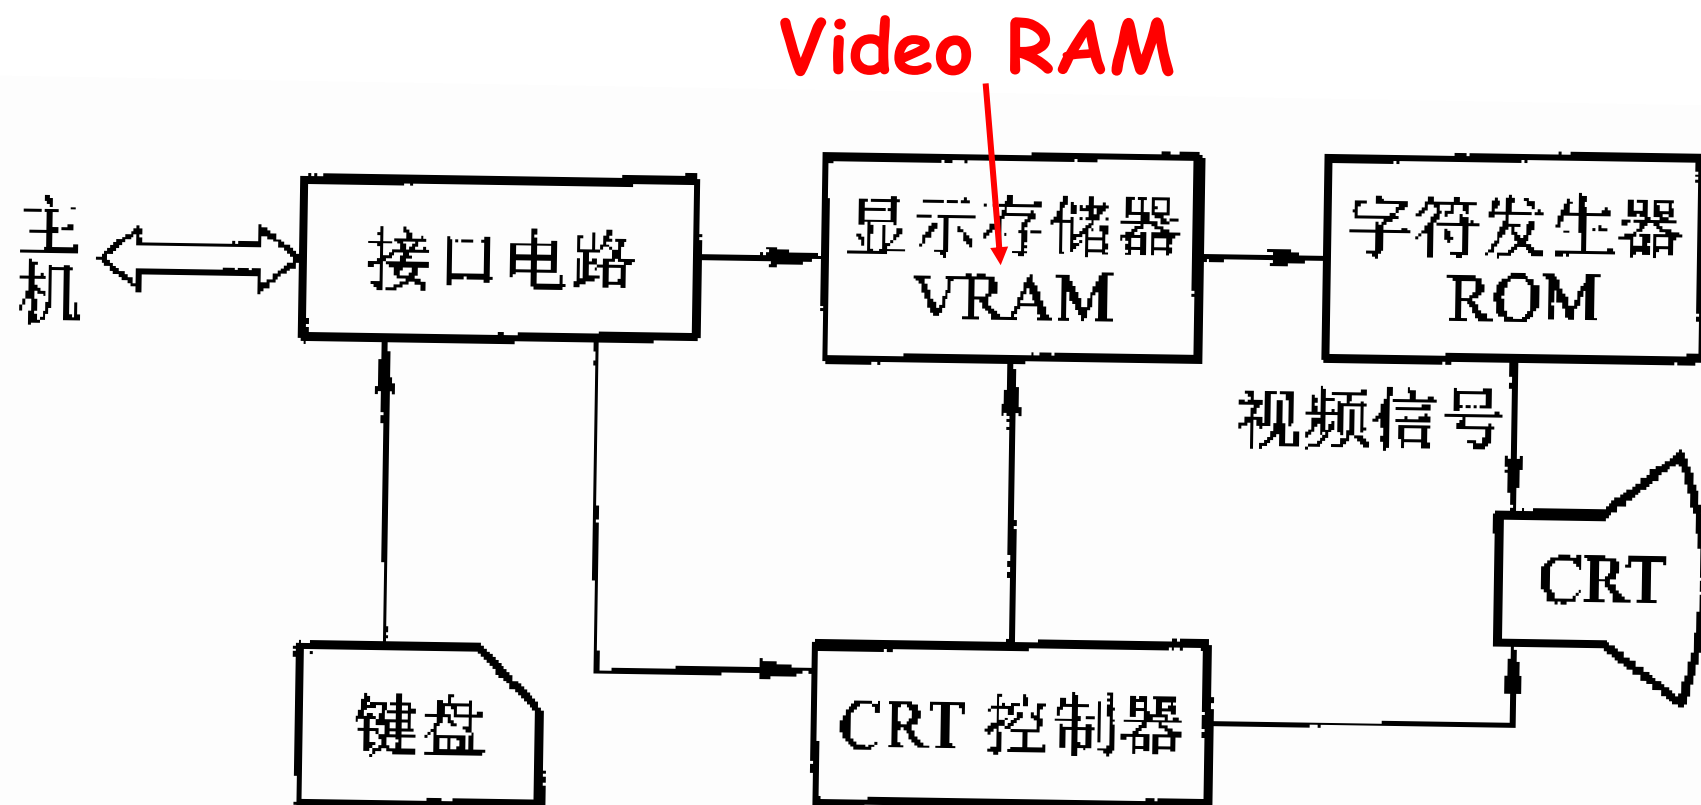 Video RAM
主机
接口电路
显示存储器
VRAM
字符发生器
ROM
视频信号
CRT
键盘
CRT 控制器